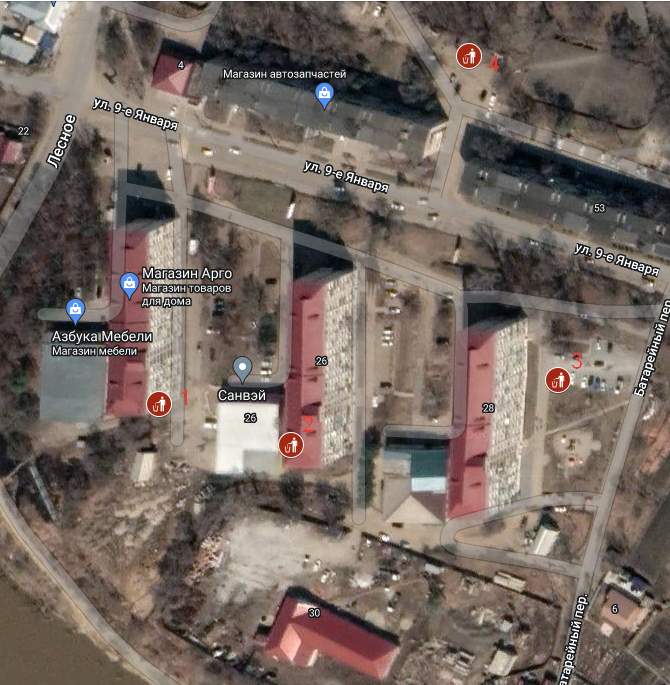 4
4
Магазин автозапчастей
ул. 9-е Января
22
Лесное
ул. 9-е Января
53
ул. 9-е Января
Магазин Арго
Магазин товаров
для дома
Азбука Мебели
Магазин мебели
Батарейный пер.
3
26
Санвэй
1
26
2
28
30
6
атарейный пер.